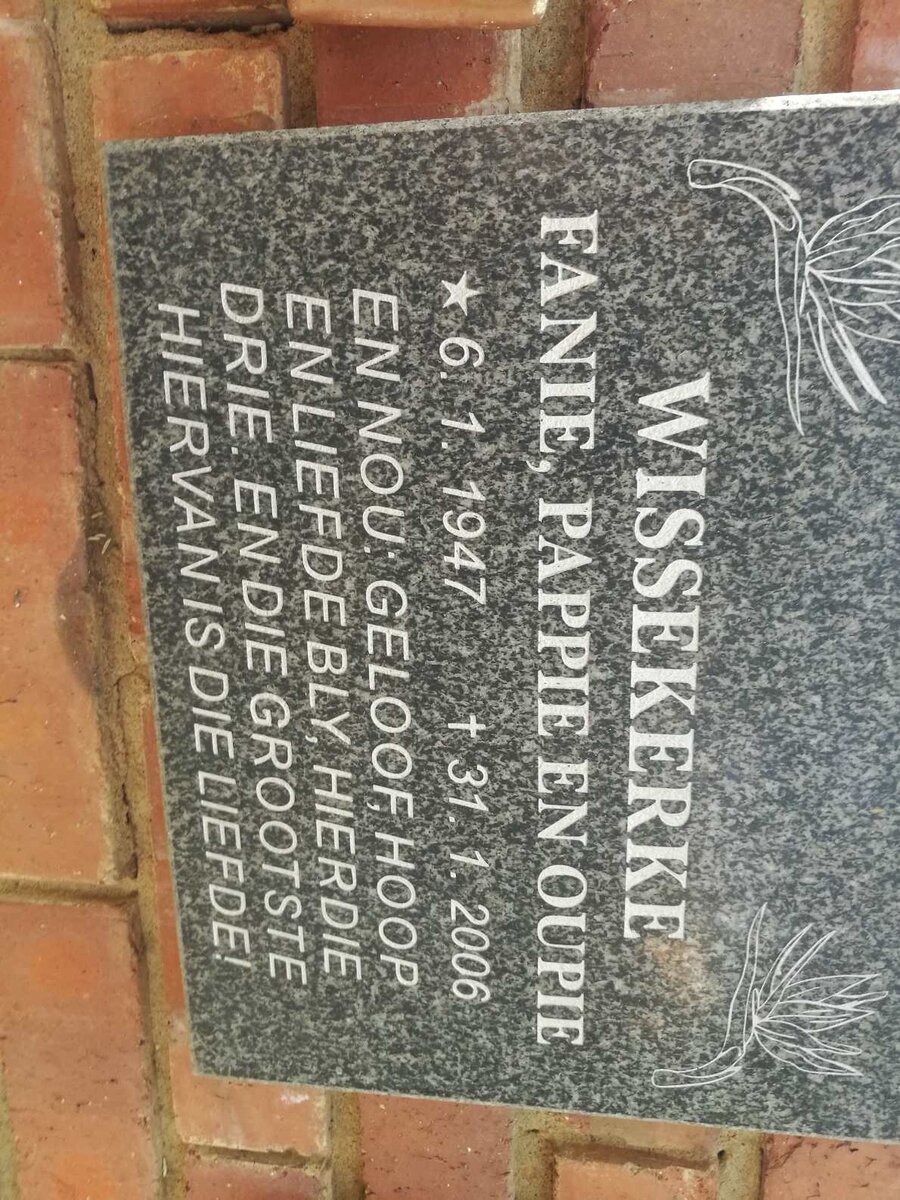 WISSEKERKE
FANIE, PAPPIE EN OUPIE
★ 6. 1. 1947 + 31. 1. 2006
EN NOU: GELOOF, HOOP
EN LIEFDE BLY, HIERDIE
DRIE. EN DIE GROOTSTE
HIERVAN IS DIE LIEFDE!